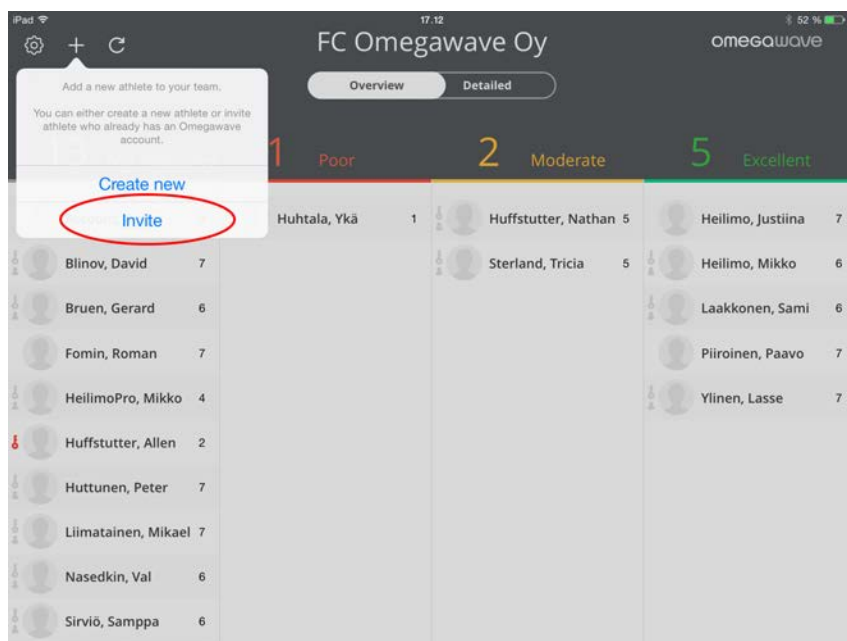 iPad 17.12 52 %
FC Omegawave Oy
omegawave
Overview Detailed
Add a new athlete to your team.
You can either create a new athlete or invite
athlete who already has an Omegawave
account.
Create new
Invite
1 Poor
2 Moderate
5 Excellent
Huhtala, Ykä 1
Huffstutter, Nathan 5
Heilimo, Justiina 7
Blinov, David 7
Sterland, Tricia 5
Heilimo, Mikko 6
Bruen, Gerard 6
Laakkonen, Sami 6
Fomin, Roman 7
Piiroinen, Paavo 7
HeilimoPro, Mikko 4
Ylinen, Lasse 7
Huffstutter, Allen 2
Huttunen, Peter 7
Liimatainen, Mikael 7
Nasedkin, Val 6
Sirviö, Samppa 6